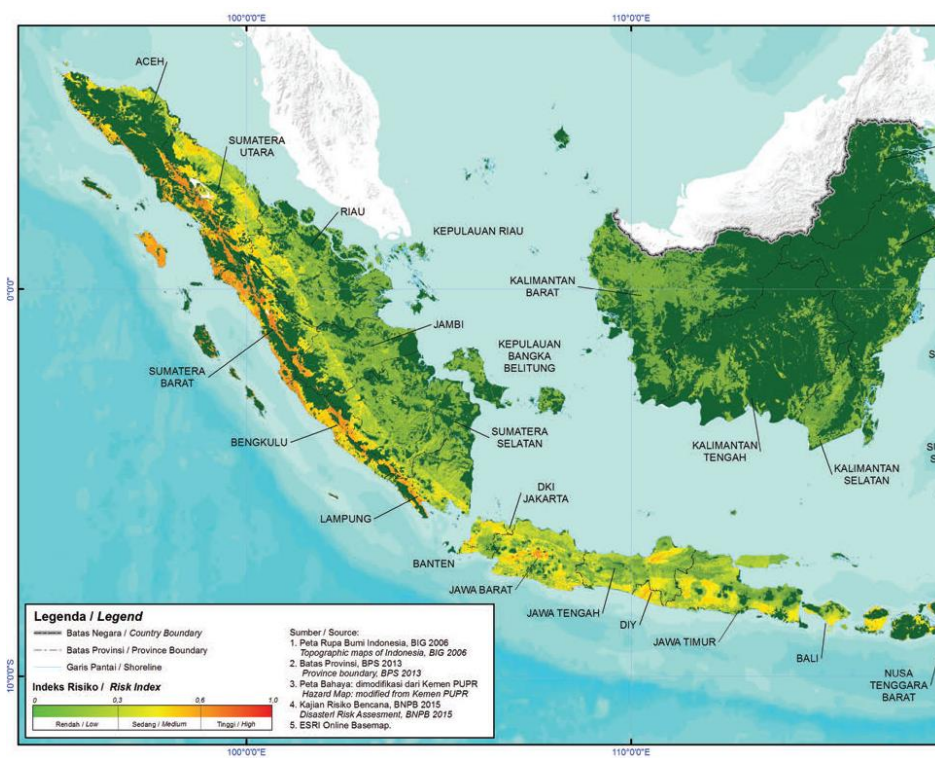 100°0'0"E
110°0'0"E
ACEH
SUMATERA
UTARA
RIAU
KEPULAUAN RIAU
0°0'0"
KALIMANTAN
BARAT
JAMBI
KEPULAUAN
BANGKA
BELITUNG
SUMATERA
BARAT
BENGKULU
SUMATERA
SELATAN
KALIMANTAN
TENGAH
KALIMANTAN
SELATAN
S
SU
S
DKI
JAKARTA
LAMPUNG
BANTEN
JAWA BARAT
JAWA TENGAH
DIY
JAWA TIMUR
BALI
NUSA
TENGGARA
BARAT
10°0'0"S
Legenda / Legend
Batas Negara / Country Boundary
Batas Provinsi / Province Boundary
Garis Pantai / Shoreline
Indeks Risiko / Risk Index
0 0,3 0,6 1,0
Rendah / Low Sedang / Medium Tinggi / High
Sumber / Source:
1. Peta Rupa Bumi Indonesia, BIG 2006
Topographic maps of Indonesia, BIG 2006
2. Batas Provinsi, BPS 2013
Province boundary, BPS 2013
3. Peta Bahaya: dimodifikasi dari Kemen PUPR
Hazard Map: modified from Kemen PUPR
4. Kajian Risiko Bencana, BNPB 2015
Disasterl Risk Assesment, BNPB 2015
5. ESRI Online Basemap.
100°0'0"E
110°0'0"E